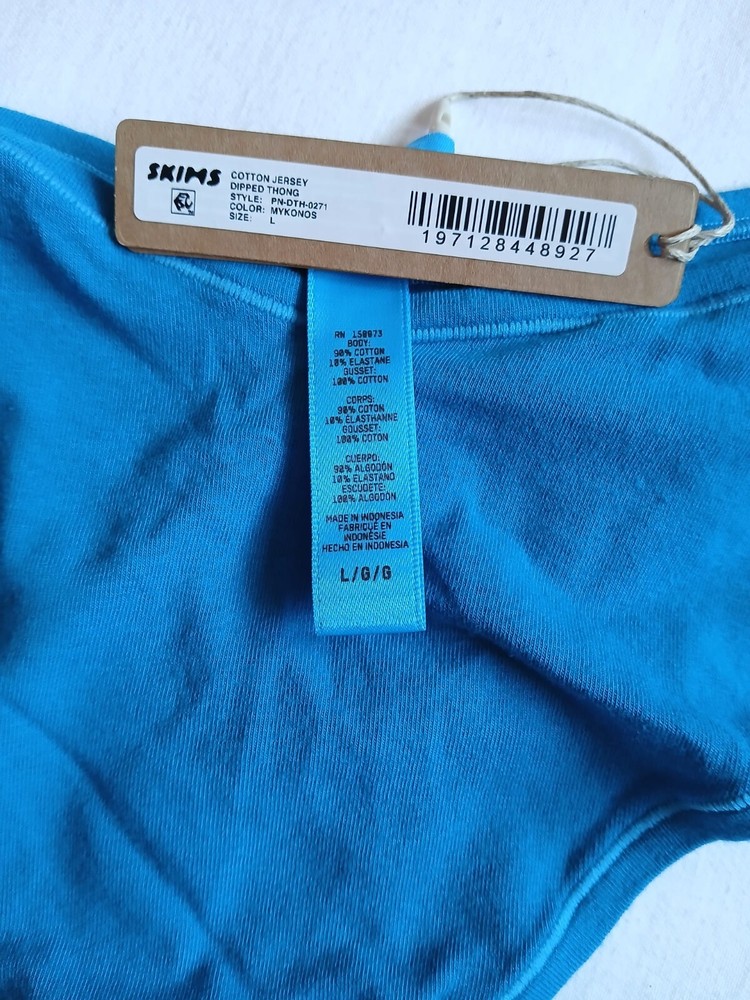 SKIMS
COTTON JERSEY
DIPPED THONG
STYLE: PN-DTH-0271
COLOR: MYKONOS
SIZE: L
197128448927
RN 158973
BODY:
90% COTTON
10% ELASTANE
GUSSET:
100% COTTON
CORPS:
90% COTON
10% ÉLASTHANNE
GOUSSET:
100% COTON
CUERPO:
90% ALGODÓN
10% ELASTANO
ESCUDETE:
100% ALGODÓN
MADE IN INDONESIA
FABRIQUÉ EN
INDONÉSIE
HECHO EN INDONESIA
L/G/G